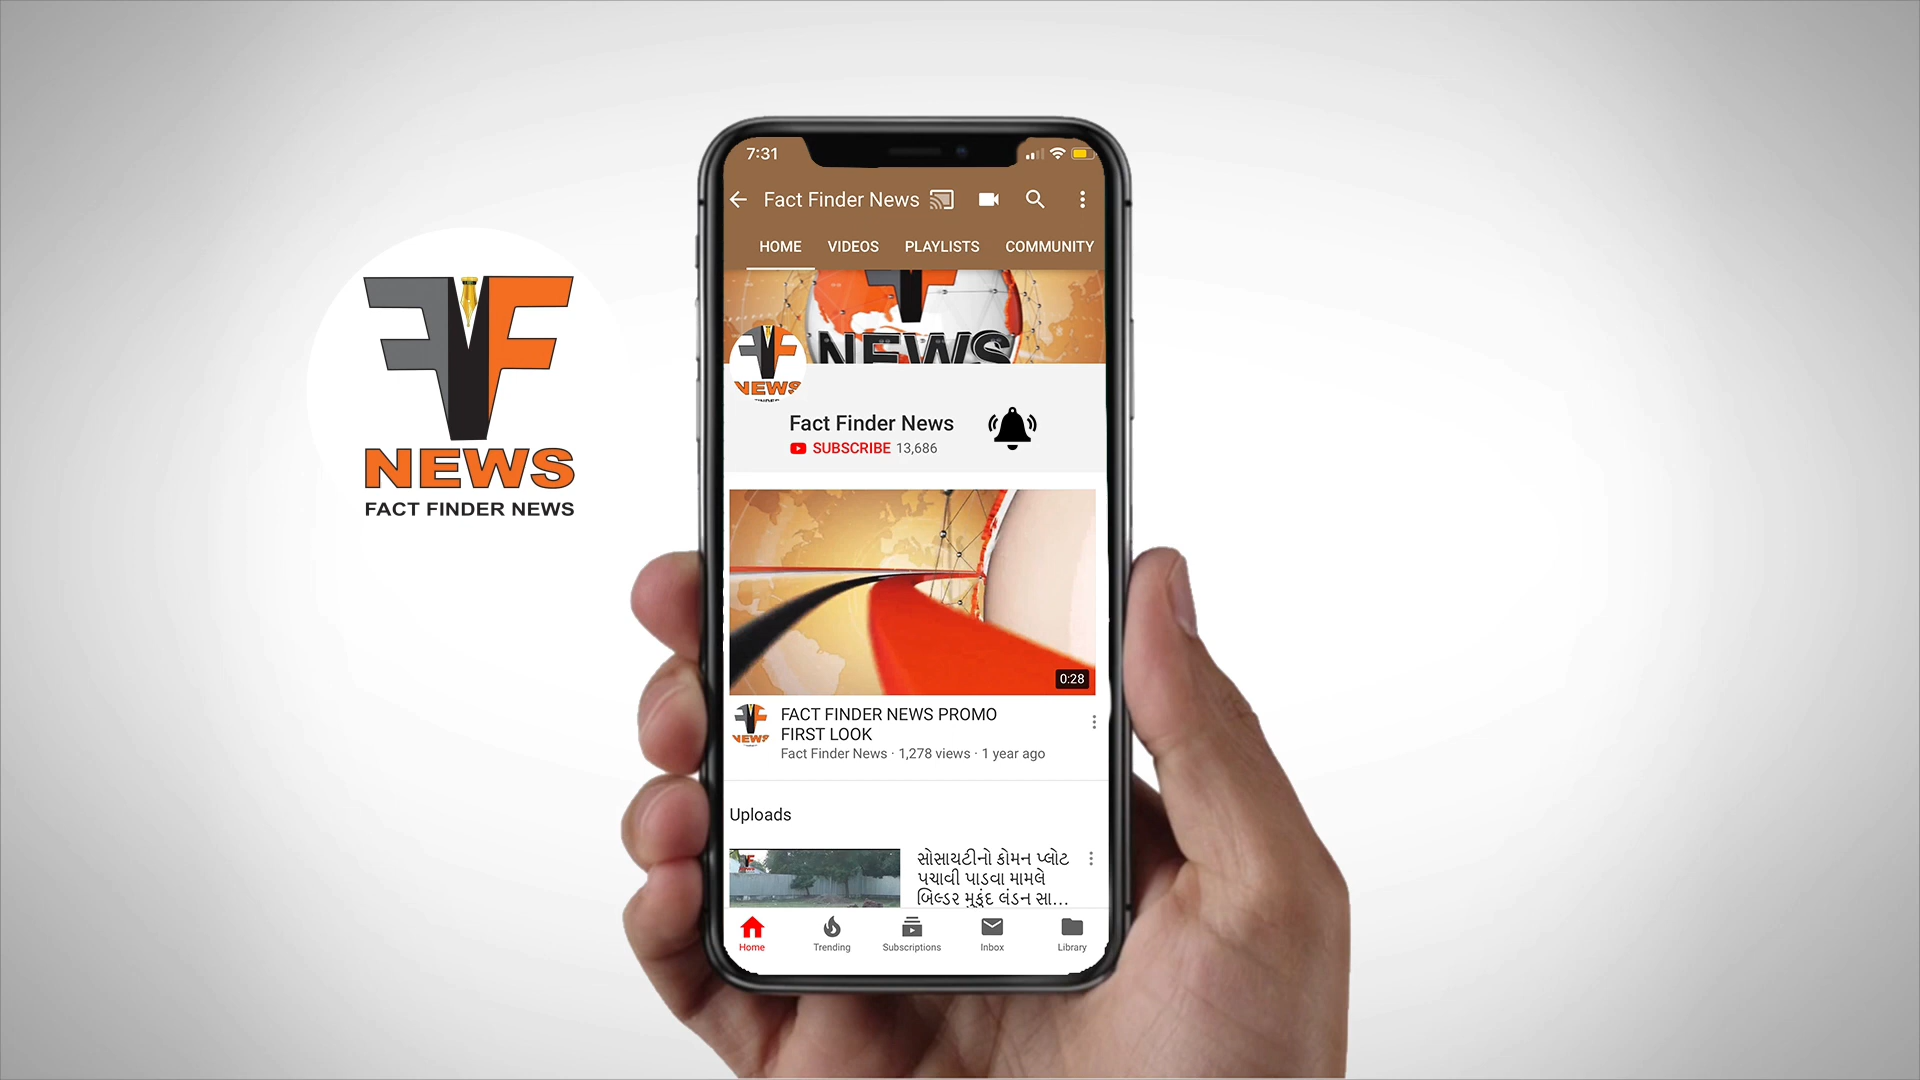 NEWS
FACT FINDER NEWS
7:31
Fact Finder News
HOME VIDEOS PLAYLISTS COMMUNITY
NEWS
NEWS
Fact Finder News
SUBSCRIBE 13,686
0:28
FACT FINDER NEWS PROMO
FIRST LOOK
Fact Finder News · 1,278 views · 1 year ago
NEWS
Uploads
સોસાયટીનો કોમન પ્લોટ
પચાવી પાડવા મામલે
બિલ્ડર મુકુંદ લંડન સા...
Home Trending Subscriptions Inbox Library